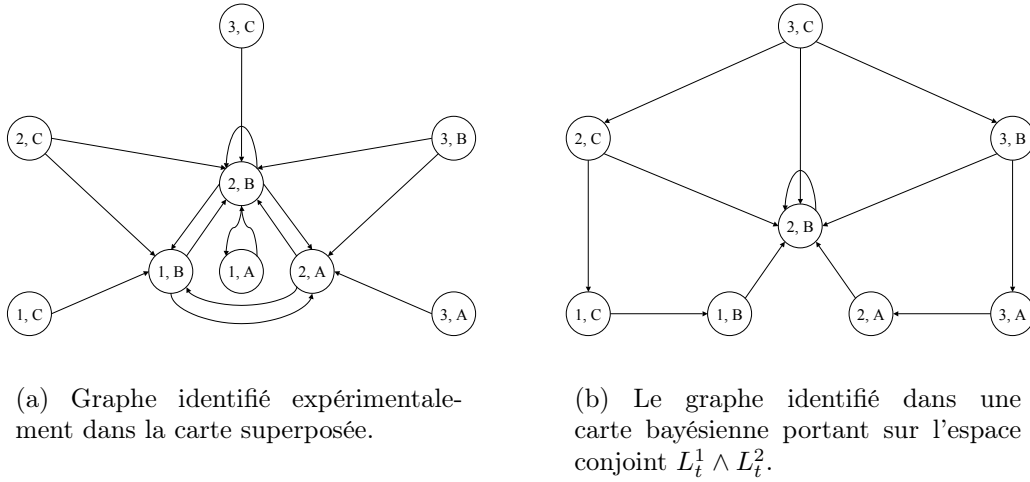 3, C
3, C
2, C
3, B
2, C
3, B
2, B
2, B
1, B
1, A
2, A
1, C
3, A
1, C
1, B
2, A
3, A
(a) Graphe identifié expérimentale-
ment dans la carte superposée.
(b) Le graphe identifié dans une
carte bayésienne portant sur l'espace
conjoint $L_t^1 \wedge L_t^2$.